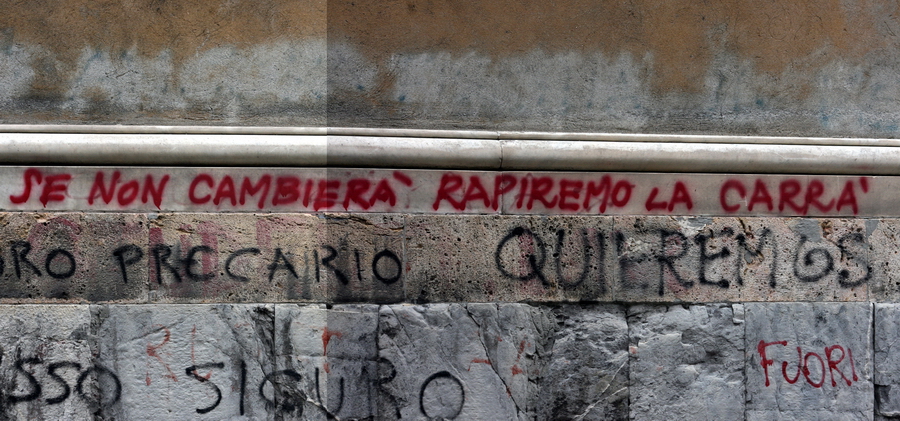 SE NON CAMBIERA` RAPIREMO LA CARRA'
ORO PRECARIO QUIEREMOS
SSO SICURO
FUORI